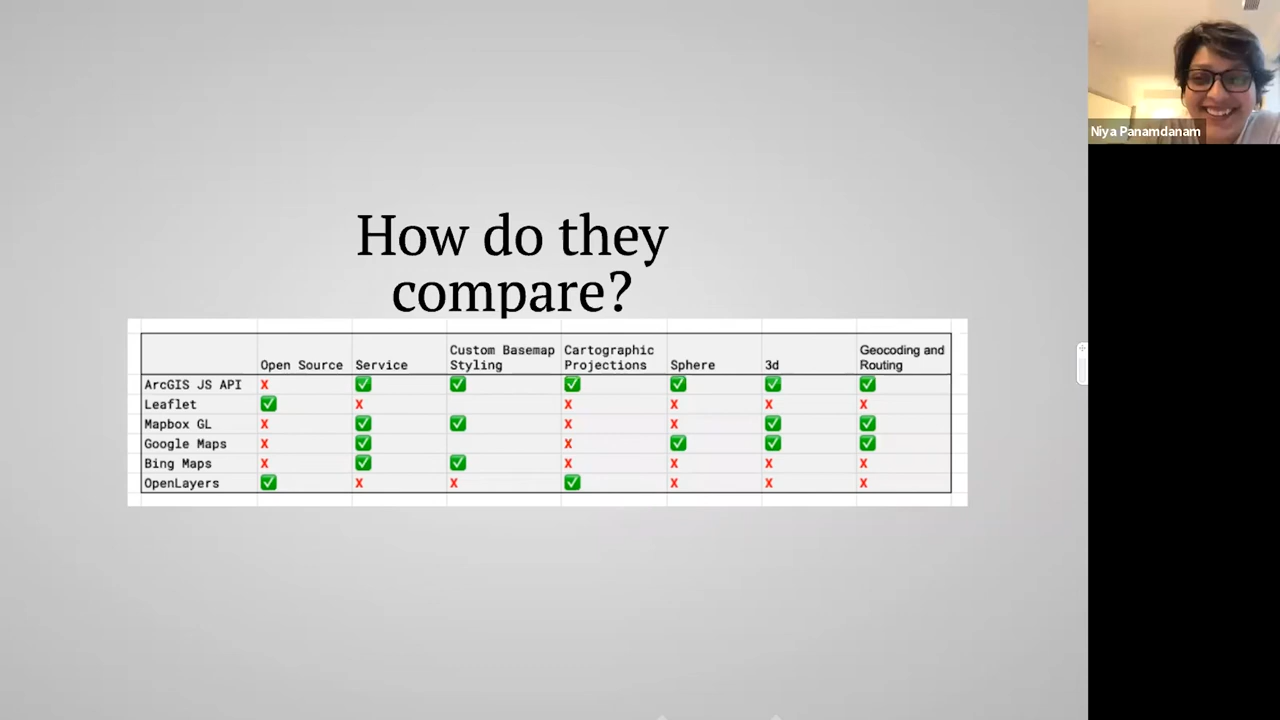 Niya Panamdanam
How do they
compare?
Open Source Service Custom Basemap Styling Cartographic Projections Sphere 3d Geocoding and Routing
ArcGIS JS API X ✅ ✅ ✅ ✅ ✅ ✅
Leaflet ✅ X X X X X
Mapbox GL X ✅ ✅ X X ✅ ✅
Google Maps X ✅ X ✅ ✅ ✅
Bing Maps X ✅ ✅ X X X X
OpenLayers ✅ X X ✅ X X X